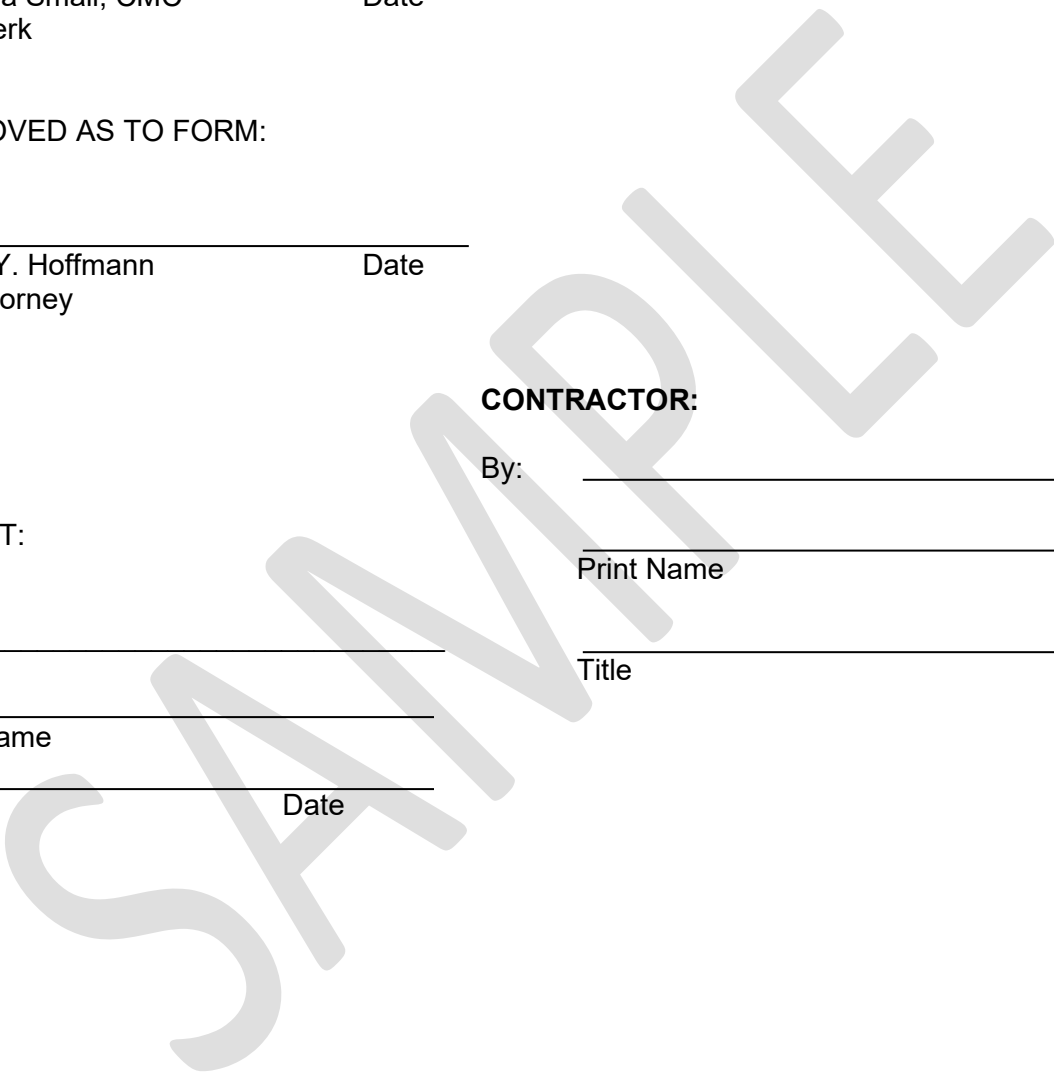 a Small, CMC Date
erk
OVED AS TO FORM:
Y. Hoffmann Date
orney
CONTRACTOR:
By:
T:
Print Name
Title
ame
Date
SAMPLE